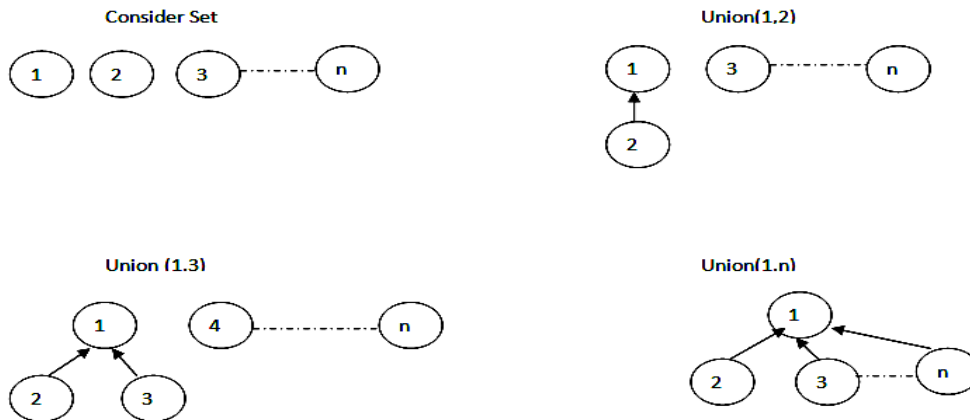 Consider Set
1 2 3 n
Union(1,2)
1 3 n
2
Union (1.3)
1 4 n
2 3
Union(1.n)
1
2 3 n